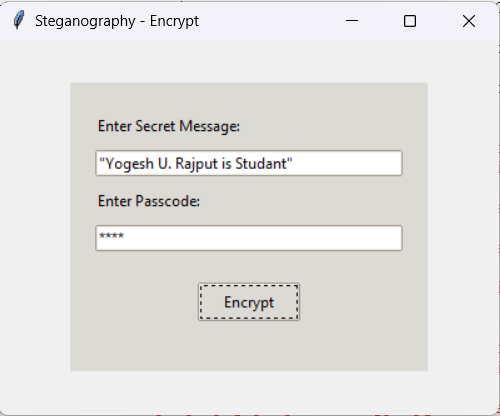 Steganography - Encrypt
Enter Secret Message:
"Yogesh U. Rajput is Studant"
Enter Passcode:
****
Encrypt